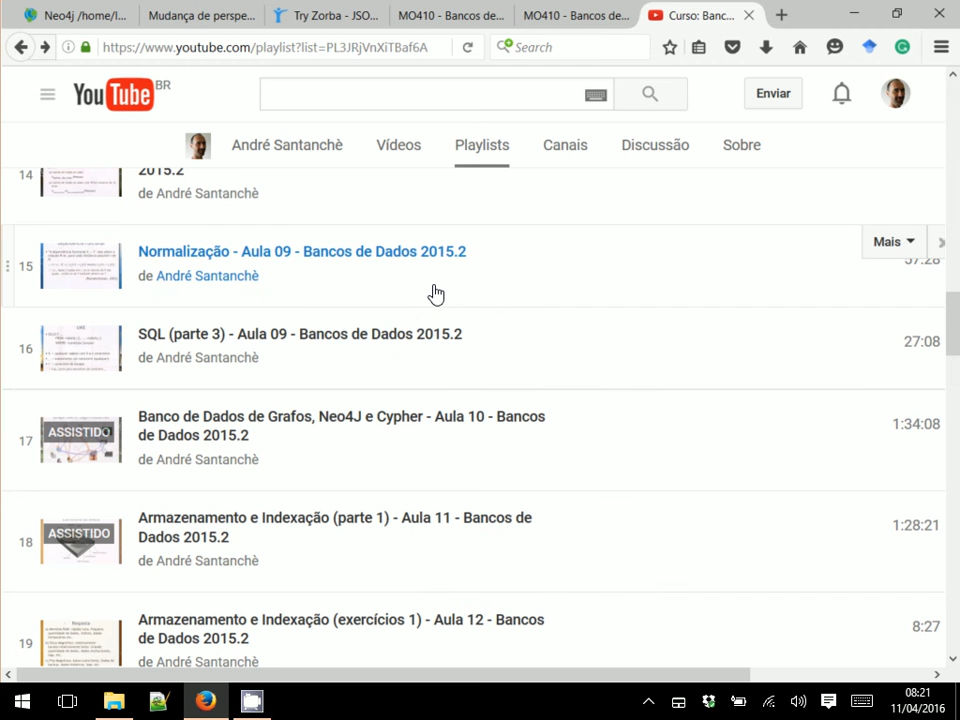 Neo4j /home/l...
Mudança de perspe...
Try Zorba - JSO...
MO410 - Bancos de...
MO410 - Bancos de...
Curso: Banc...
https://www.youtube.com/playlist?list=PL3JRjVnXiTBaf6A
Search
YouTube BR
Enviar
André Santanchè
Vídeos
Playlists
Canais
Discussão
Sobre
14
2015.2
de André Santanchè
15
Normalização - Aula 09 - Bancos de Dados 2015.2
de André Santanchè
Mais
57:28
16
SQL (parte 3) - Aula 09 - Bancos de Dados 2015.2
de André Santanchè
27:08
17
ASSISTIDO
Banco de Dados de Grafos, Neo4J e Cypher - Aula 10 - Bancos
de Dados 2015.2
de André Santanchè
1:34:08
18
ASSISTIDO
Armazenamento e Indexação (parte 1) - Aula 11 - Bancos de
Dados 2015.2
de André Santanchè
1:28:21
19
Resposta
Armazenamento e Indexação (exercícios 1) - Aula 12 - Bancos
de Dados 2015.2
de André Santanchè
8:27
08:21
11/04/2016